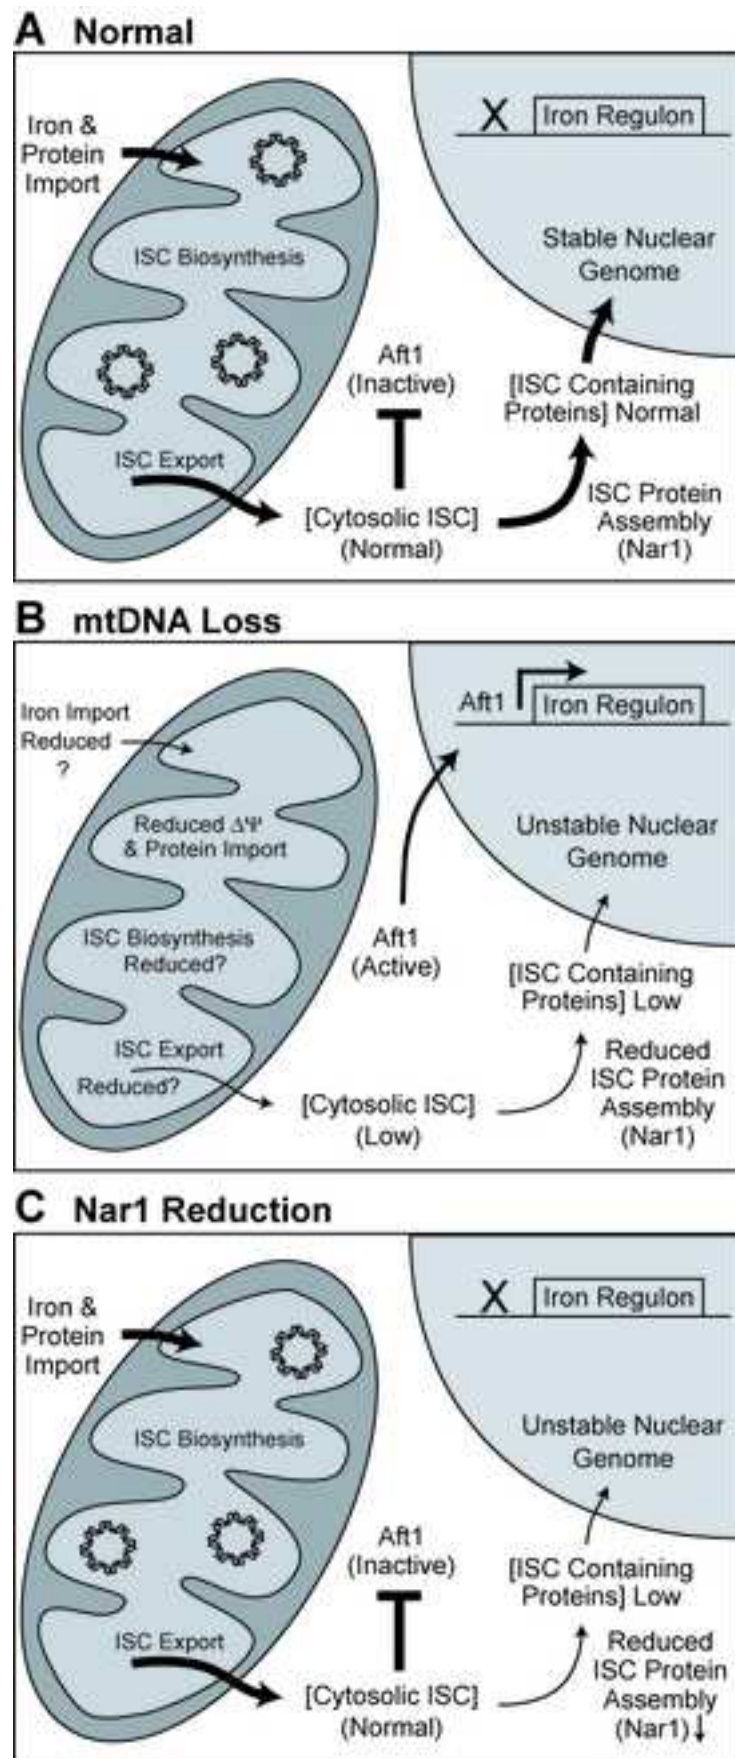 A Normal
Iron &
Protein
Import
X
Iron Regulon
ISC Biosynthesis
Stable Nuclear
Genome
Aft1
(Inactive)
[ISC Containing
Proteins] Normal
ISC Export
[Cytosolic ISC]
(Normal)
ISC Protein
Assembly
(Nar1)
B mtDNA Loss
Iron Import
Reduced
?
Aft1
Iron Regulon
Reduced ΔΨ
& Protein Import
Unstable Nuclear
Genome
ISC Biosynthesis
Reduced?
Aft1
(Active)
[ISC Containing
Proteins] Low
ISC Export
Reduced?
[Cytosolic ISC]
(Low)
Reduced
ISC Protein
Assembly
(Nar1)
C Nar1 Reduction
Iron &
Protein
Import
X
Iron Regulon
ISC Biosynthesis
Unstable Nuclear
Genome
Aft1
(Inactive)
[ISC Containing
Proteins] Low
ISC Export
[Cytosolic ISC]
(Normal)
Reduced
ISC Protein
Assembly
(Nar1)↓